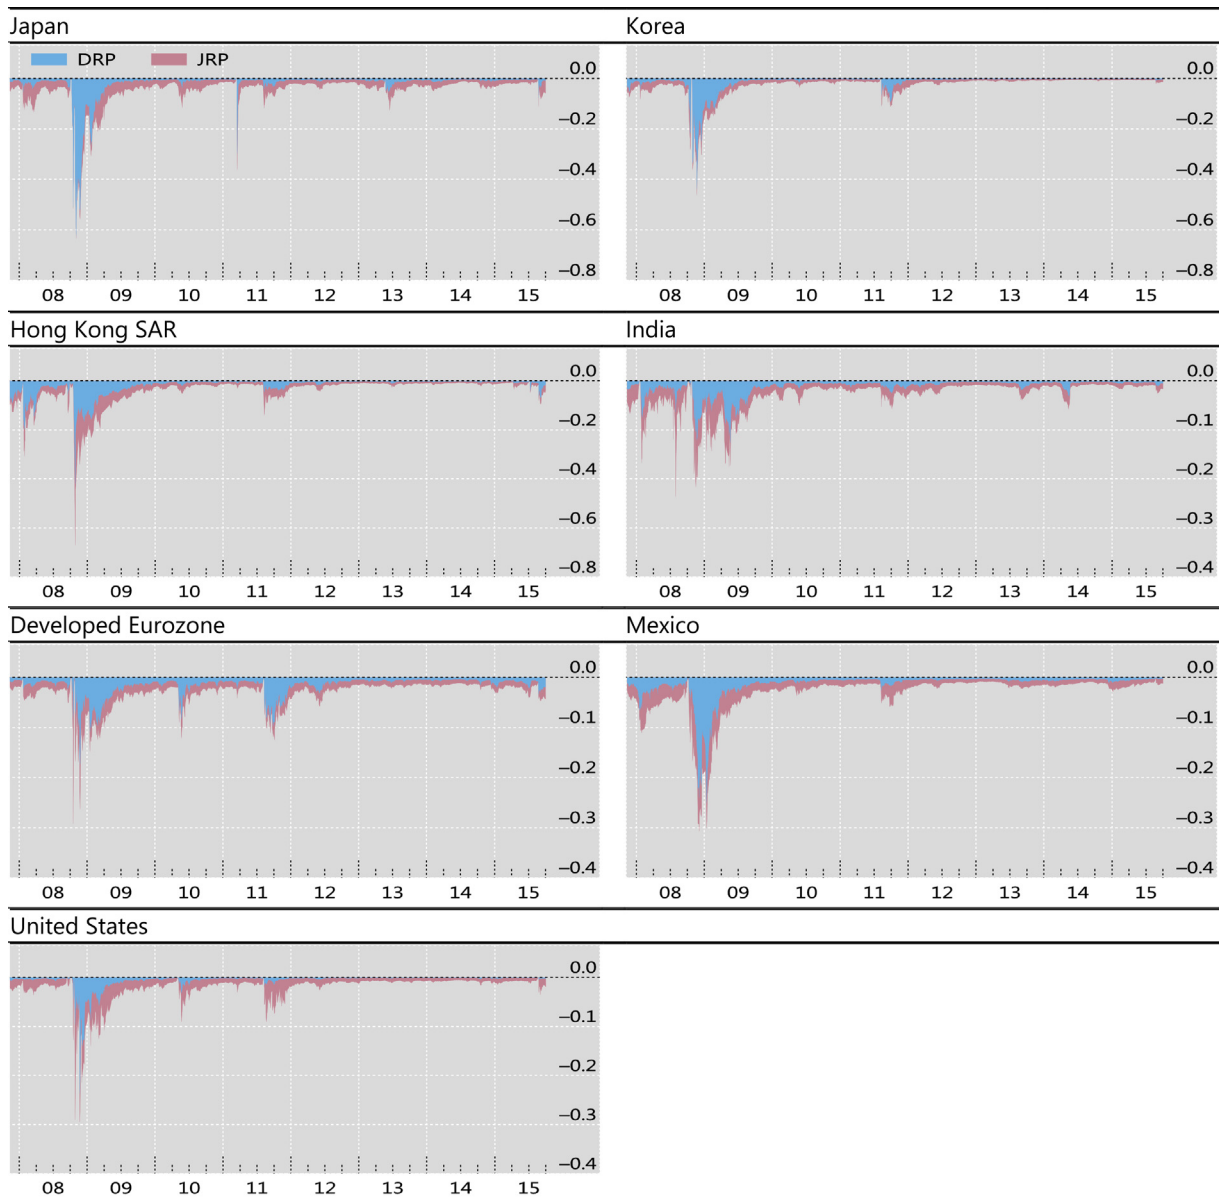 Japan Korea
DRP JRP
0.0 0.0
−0.2 −0.2
−0.4 −0.4
−0.6 −0.6
−0.8 −0.8
08 09 10 11 12 13 14 15 08 09 10 11 12 13 14 15
Hong Kong SAR India
0.0 0.0
−0.2 −0.1
−0.4 −0.2
−0.6 −0.3
−0.8 −0.4
08 09 10 11 12 13 14 15 08 09 10 11 12 13 14 15
Developed Eurozone Mexico
0.0 0.0
−0.1 −0.1
−0.2 −0.2
−0.3 −0.3
−0.4 −0.4
08 09 10 11 12 13 14 15 08 09 10 11 12 13 14 15
United States
0.0
−0.1
−0.2
−0.3
−0.4
08 09 10 11 12 13 14 15